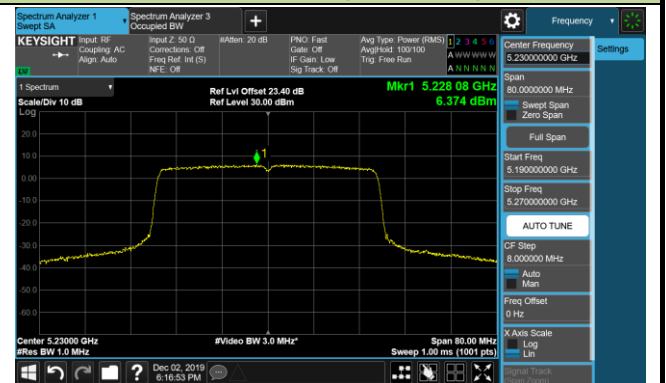 Spectrum Analyzer 1
Swept SA
Spectrum Analyzer 3
Occupied BW
Frequency
KEYSIGHT
Input: RF
Coupling: AC
Align: Auto
Input Z: 50 Ω
Corrections: Off
Freq Ref: Int (S)
NFE: Off
#Atten: 20 dB
PNO: Fast
Gate: Off
IF Gain: Low
Sig Track: Off
Avg Type: Power (RMS)
Avg|Hold: 100/100
Trig: Free Run
1 2 3 4 5 6
A W W W W W
A N N N N N
LW
1 Spectrum
Scale/Div 10 dB
Log
Ref Lvl Offset 23.40 dB
Ref Level 30.00 dBm
Mkr1 5.228 08 GHz
6.374 dBm
20.0
10.0
0.00
-10.0
-20.0
-30.0
-40.0
-50.0
-60.0
1
Center 5.23000 GHz
#Res BW 1.0 MHz
#Video BW 3.0 MHz*
Span 80.00 MHz
Sweep 1.00 ms (1001 pts)
Dec 02, 2019
6:16:53 PM
Center Frequency
5.230000000 GHz
Settings
Span
80.0000000 MHz
Swept Span
Zero Span
Full Span
Start Freq
5.190000000 GHz
Stop Freq
5.270000000 GHz
AUTO TUNE
CF Step
8.000000 MHz
Auto
Man
Freq Offset
0 Hz
X Axis Scale
Log
Lin
Signal Track
(Span Zoom)